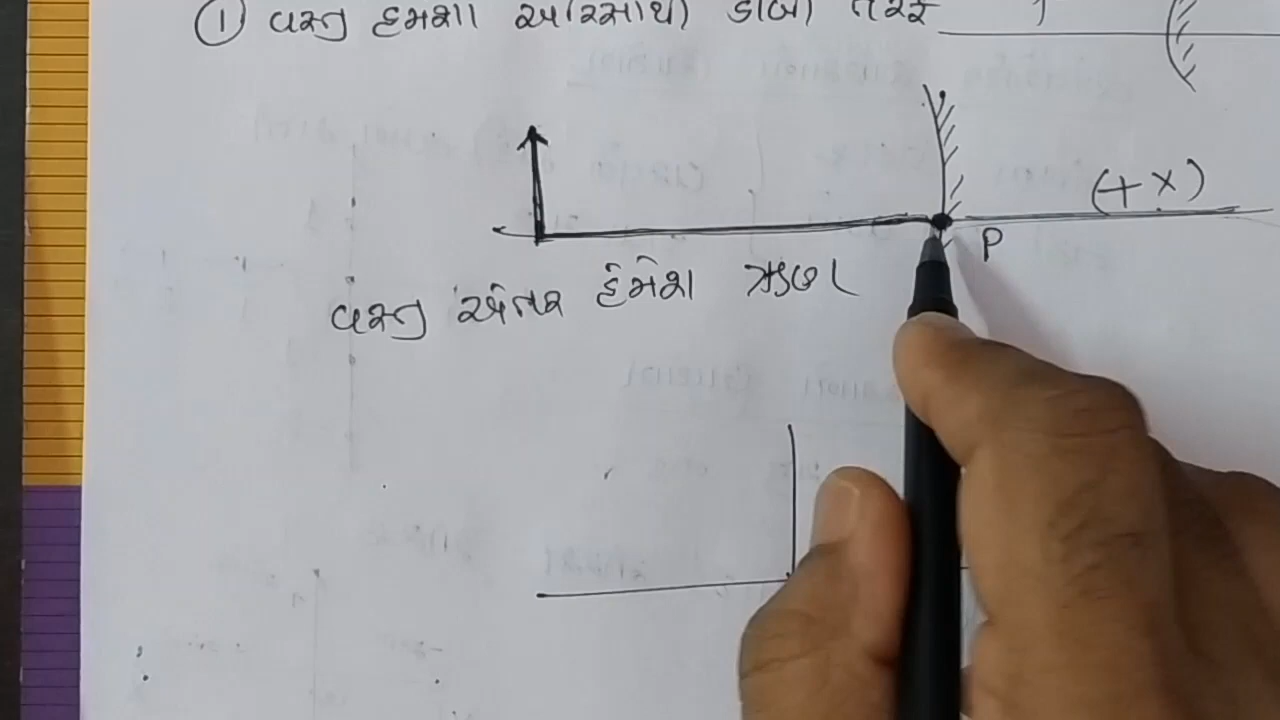 ① વસ્તુ હંમેશા અરિસાથી ડાબી તરફ
(+x)
P
વસ્તુ અંતર હંમેશ ઋણ